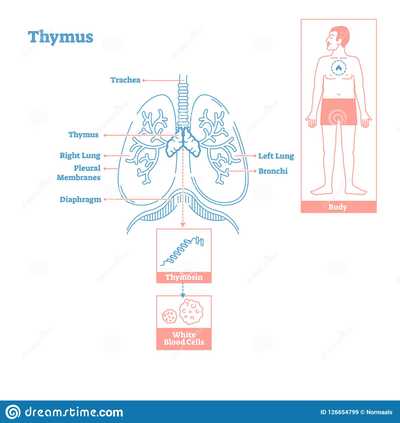 Thymus
Trachea
Thymus
Right Lung
Pleural
Membranes
Diaphragm
Left Lung
Bronchi
Thymosin
White
Blood Cells
Body
dreamstime.com
ID 126654799 © Normaals